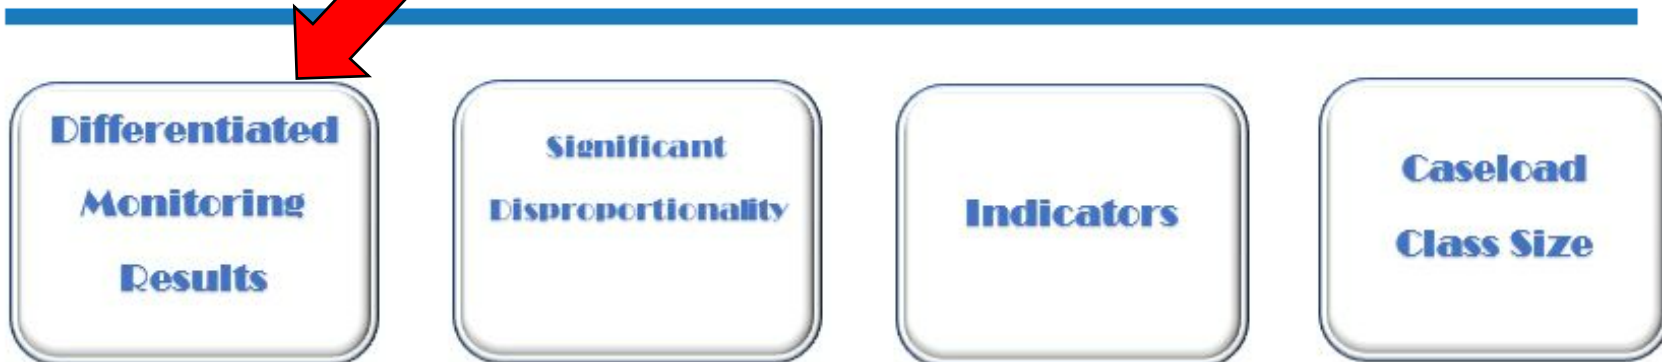 Differentiated
Monitoring
Results
Significant
Disproportionality
Indicators
Caseload
Class Size